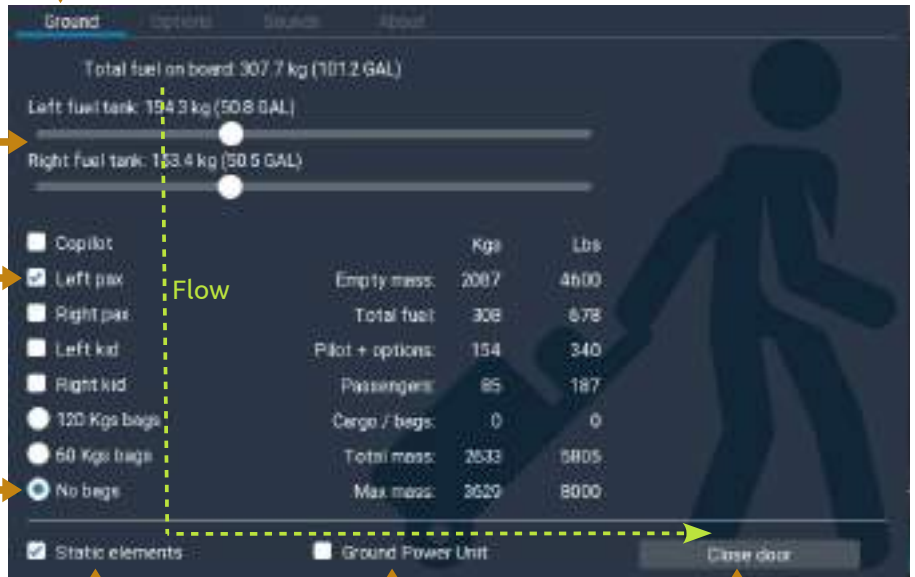 Ground Options Sounds About
Total fuel on board: 307.7 kg (101.2 GAL)
Left fuel tank: 154.3 kg (50.8 GAL)
Right fuel tank: 153.4 kg (50.5 GAL)
Copilot Kgs Lbs
Left pax Empty mass: 2087 4600
Flow
Right pax Total fuel: 308 678
Left kid Pilot + options: 154 340
Right kid Passengers: 85 187
120 Kgs bags Cargo / bags: 0 0
60 Kgs bags Total mass: 2633 5805
No bags Max mass: 3629 8000
Static elements Ground Power Unit Close door